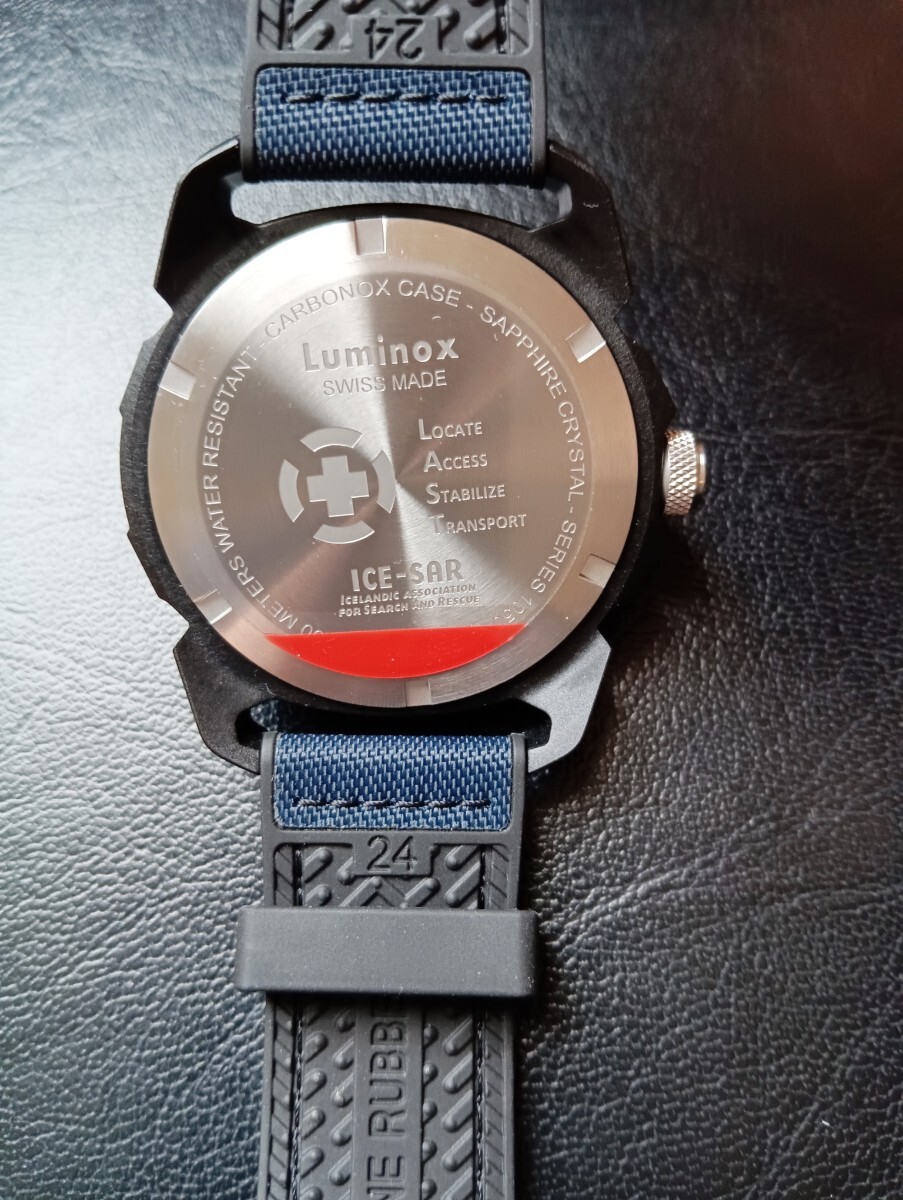 24
CARBONOX CASE - SAPPHIRE CRYSTAL - SERIES
METERS WATER RESISTANT -
Luminox
SWISS MADE
LOCATE
ACCESS
STABILIZE
TRANSPORT
ICE-SAR
ICELANDIC ASSOCIATION
FOR SEARCH AND RESCUE
24